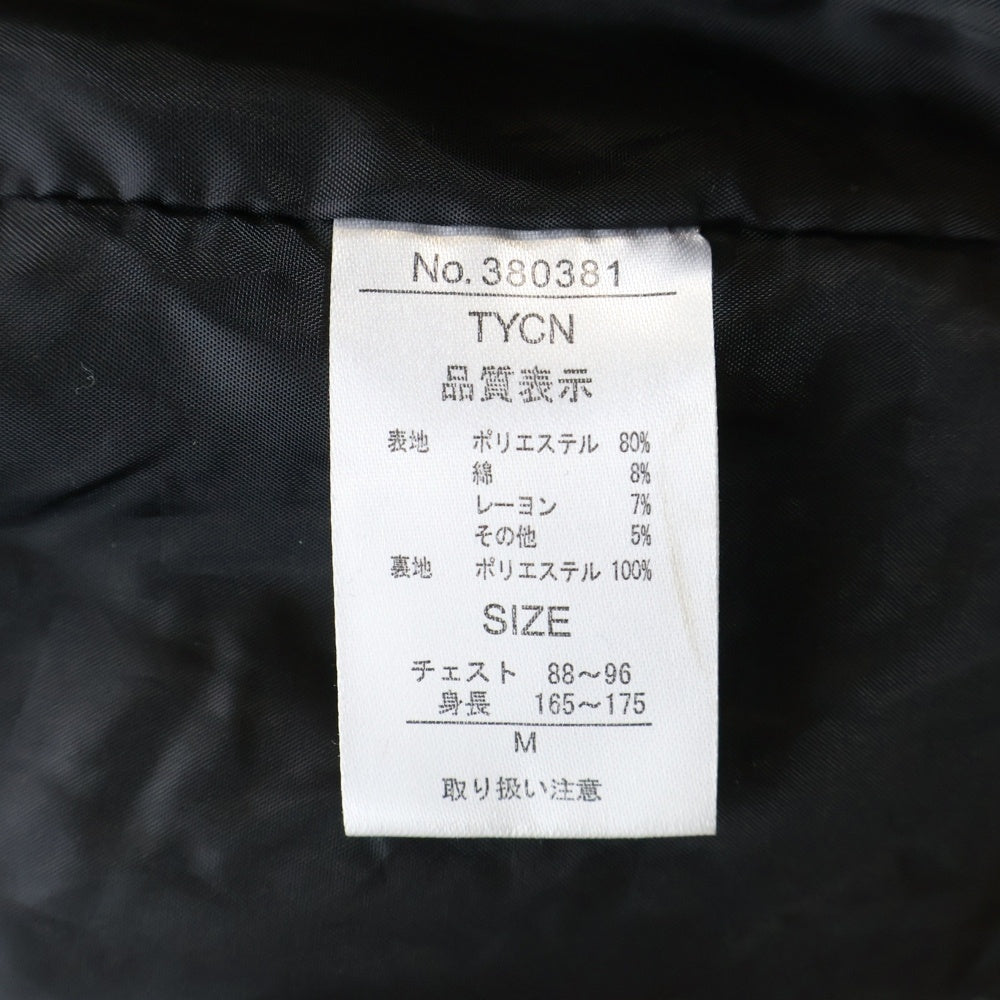 No. 380381
TYCN
品質表示
表地 ポリエステル 80%
綿 8%
レーヨン 7%
その他 5%
裏地 ポリエステル 100%
SIZE
チェスト 88〜96
身長 165〜175
M
取り扱い注意